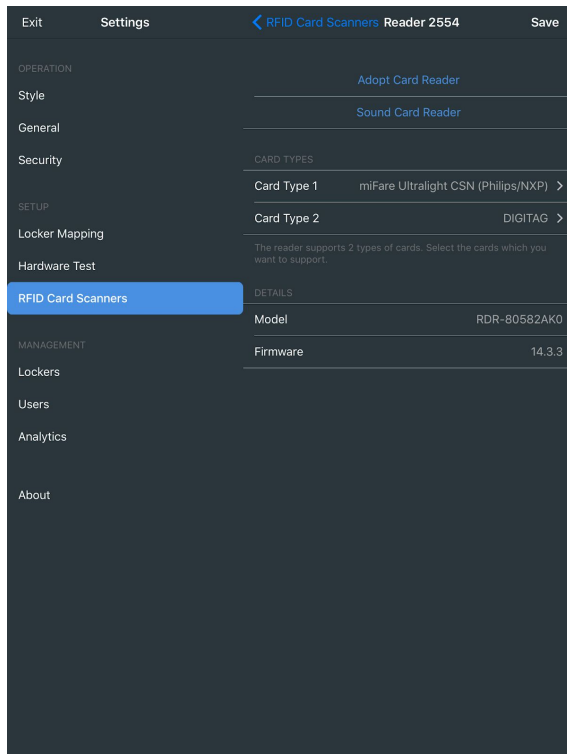 Exit Settings
OPERATION
Style
General
Security
SETUP
Locker Mapping
Hardware Test
RFID Card Scanners
MANAGEMENT
Lockers
Users
Analytics
About
RFID Card Scanners Reader 2554 Save
Adopt Card Reader
Sound Card Reader
CARD TYPES
Card Type 1 miFare Ultralight CSN (Philips/NXP)
Card Type 2 DIGITAG
The reader supports 2 types of cards. Select the cards which you
want to support.
DETAILS
Model RDR-80582AK0
Firmware 14.3.3